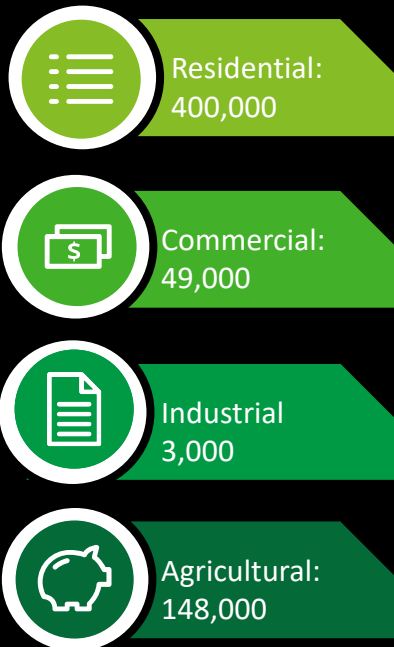 Residential:
400,000
$
Commercial:
49,000
Industrial
3,000
Agricultural:
148,000